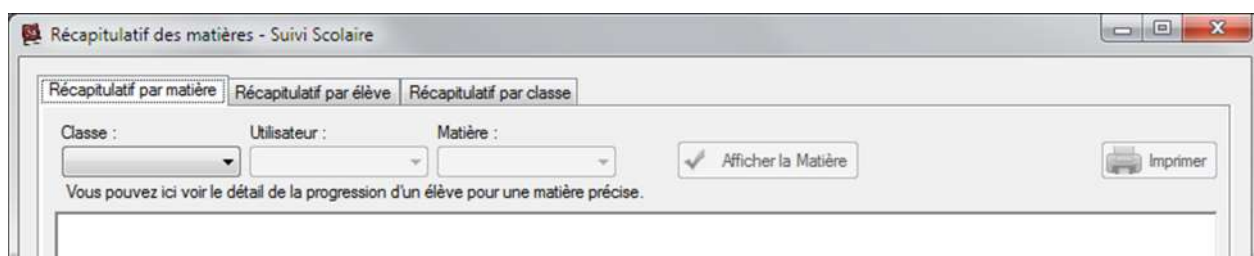 Récapitulatif des matières - Suivi Scolaire
Récapitulatif par matière Récapitulatif par élève Récapitulatif par classe
Classe : Utilisateur : Matière :
Afficher la Matière Imprimer
Vous pouvez ici voir le détail de la progression d'un élève pour une matière précise.